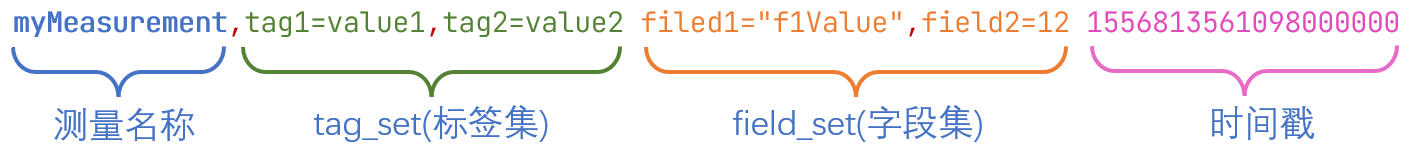 myMeasurement,tag1=value1,tag2=value2 filed1="f1Value",field2=12 1556813561098000000
测量名称 tag_set(标签集) field_set(字段集) 时间戳